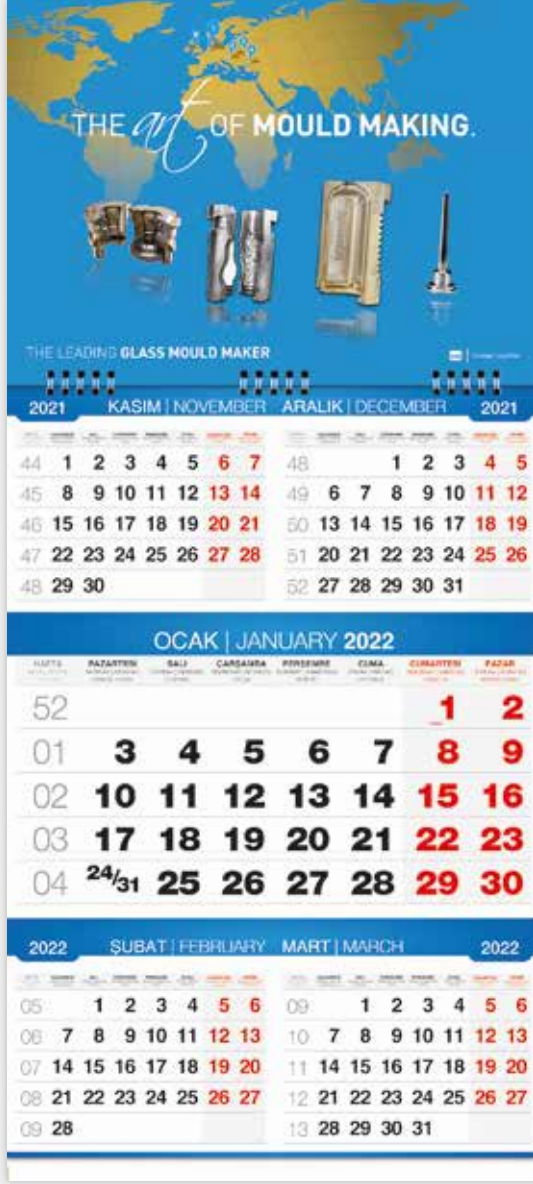 THE art OF MOULD MAKING.
THE LEADING GLASS MOULD MAKER
2021 KASIM | NOVEMBER ARALIK | DECEMBER 2021
44 1 2 3 4 5 6 7 48 1 2 3 4 5
45 8 9 10 11 12 13 14 49 6 7 8 9 10 11 12
46 15 16 17 18 19 20 21 50 13 14 15 16 17 18 19
47 22 23 24 25 26 27 28 51 20 21 22 23 24 25 26
48 29 30 52 27 28 29 30 31
OCAK | JANUARY 2022
HAFTA PAZARTESI SALI ÇARŞAMBA PERŞEMBE CUMA CUMARTESI PAZAR
52 1 2
01 3 4 5 6 7 8 9
02 10 11 12 13 14 15 16
03 17 18 19 20 21 22 23
04 24/31 25 26 27 28 29 30
2022 ŞUBAT | FEBRUARY MART | MARCH 2022
05 1 2 3 4 5 6 09 1 2 3 4 5 6
06 7 8 9 10 11 12 13 10 7 8 9 10 11 12 13
07 14 15 16 17 18 19 20 11 14 15 16 17 18 19 20
08 21 22 23 24 25 26 27 12 21 22 23 24 25 26 27
09 28 13 28 29 30 31